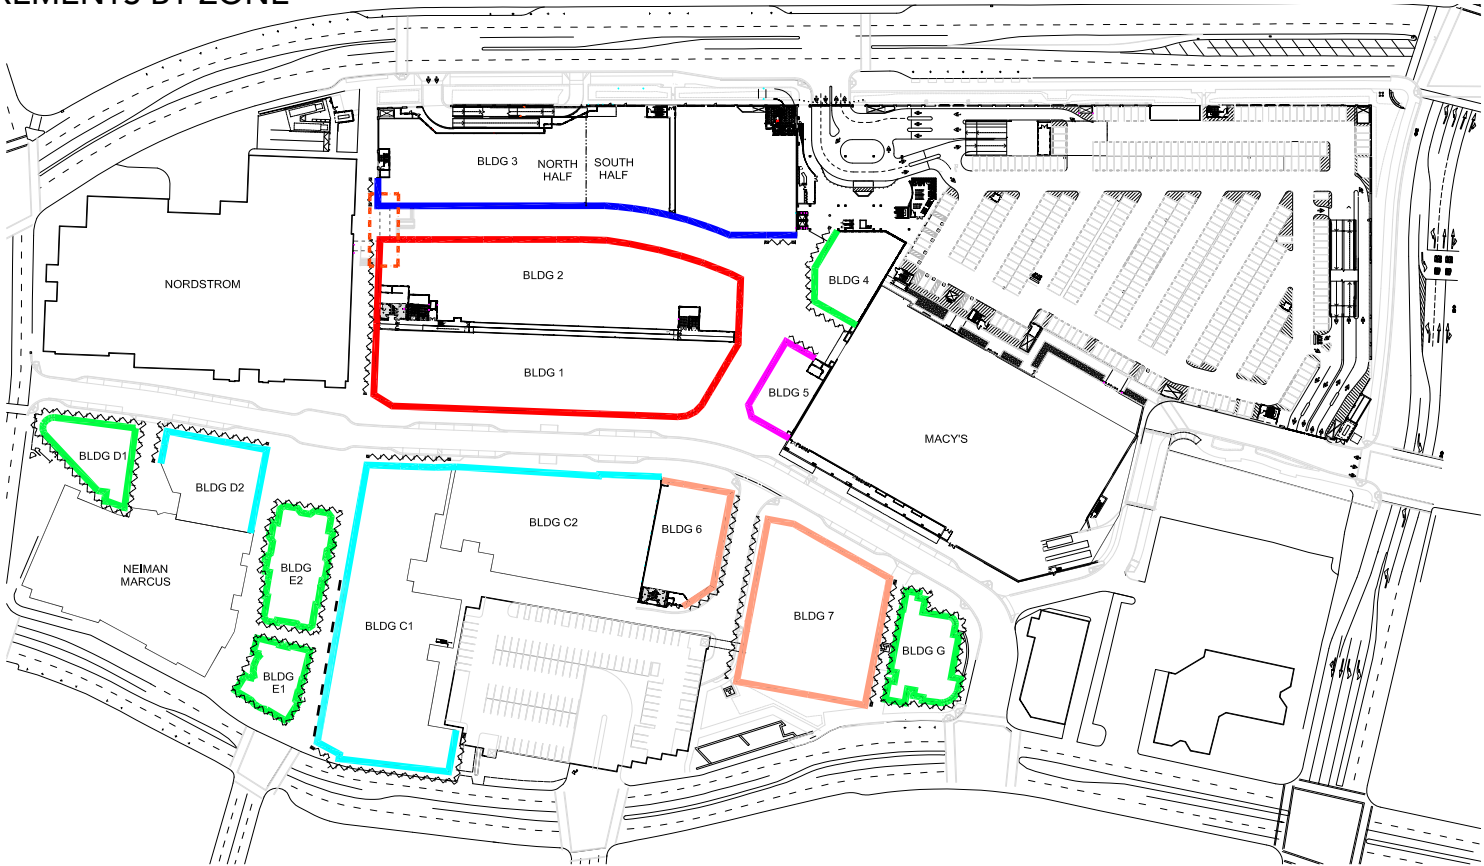 REMENTS BY ZONE
BLDG 3
NORTH
HALF
SOUTH
HALF
NORDSTROM
BLDG 2
BLDG 4
BLDG 1
BLDG 5
MACY'S
BLDG D1
BLDG D2
BLDG C2
BLDG 6
NEIMAN
MARCUS
BLDG
E2
BLDG C1
BLDG 7
BLDG G
BLDG
E1